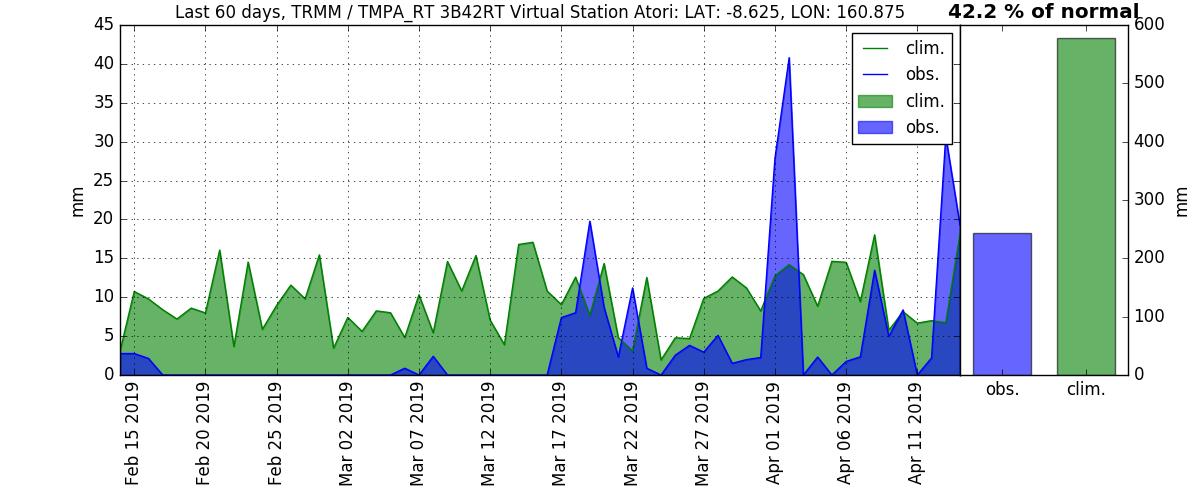 Last 60 days, TRMM / TMPA_RT 3B42RT Virtual Station Atori: LAT: -8.625, LON: 160.875
42.2 % of normal
45
40
35
30
25
20
15
10
5
0
mm
clim.
obs.
clim.
obs.
600
500
400
300
200
100
0
mm
obs.
clim.
Feb 15 2019
Feb 20 2019
Feb 25 2019
Mar 02 2019
Mar 07 2019
Mar 12 2019
Mar 17 2019
Mar 22 2019
Mar 27 2019
Apr 01 2019
Apr 06 2019
Apr 11 2019